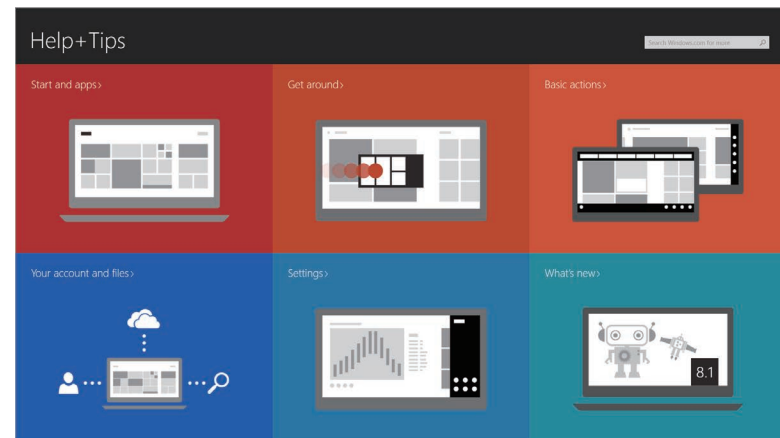 Help+Tips
Search Windows.com for more
Start and apps›
Get around›
Basic actions›
Your account and files›
Settings›
What's new›
8.1